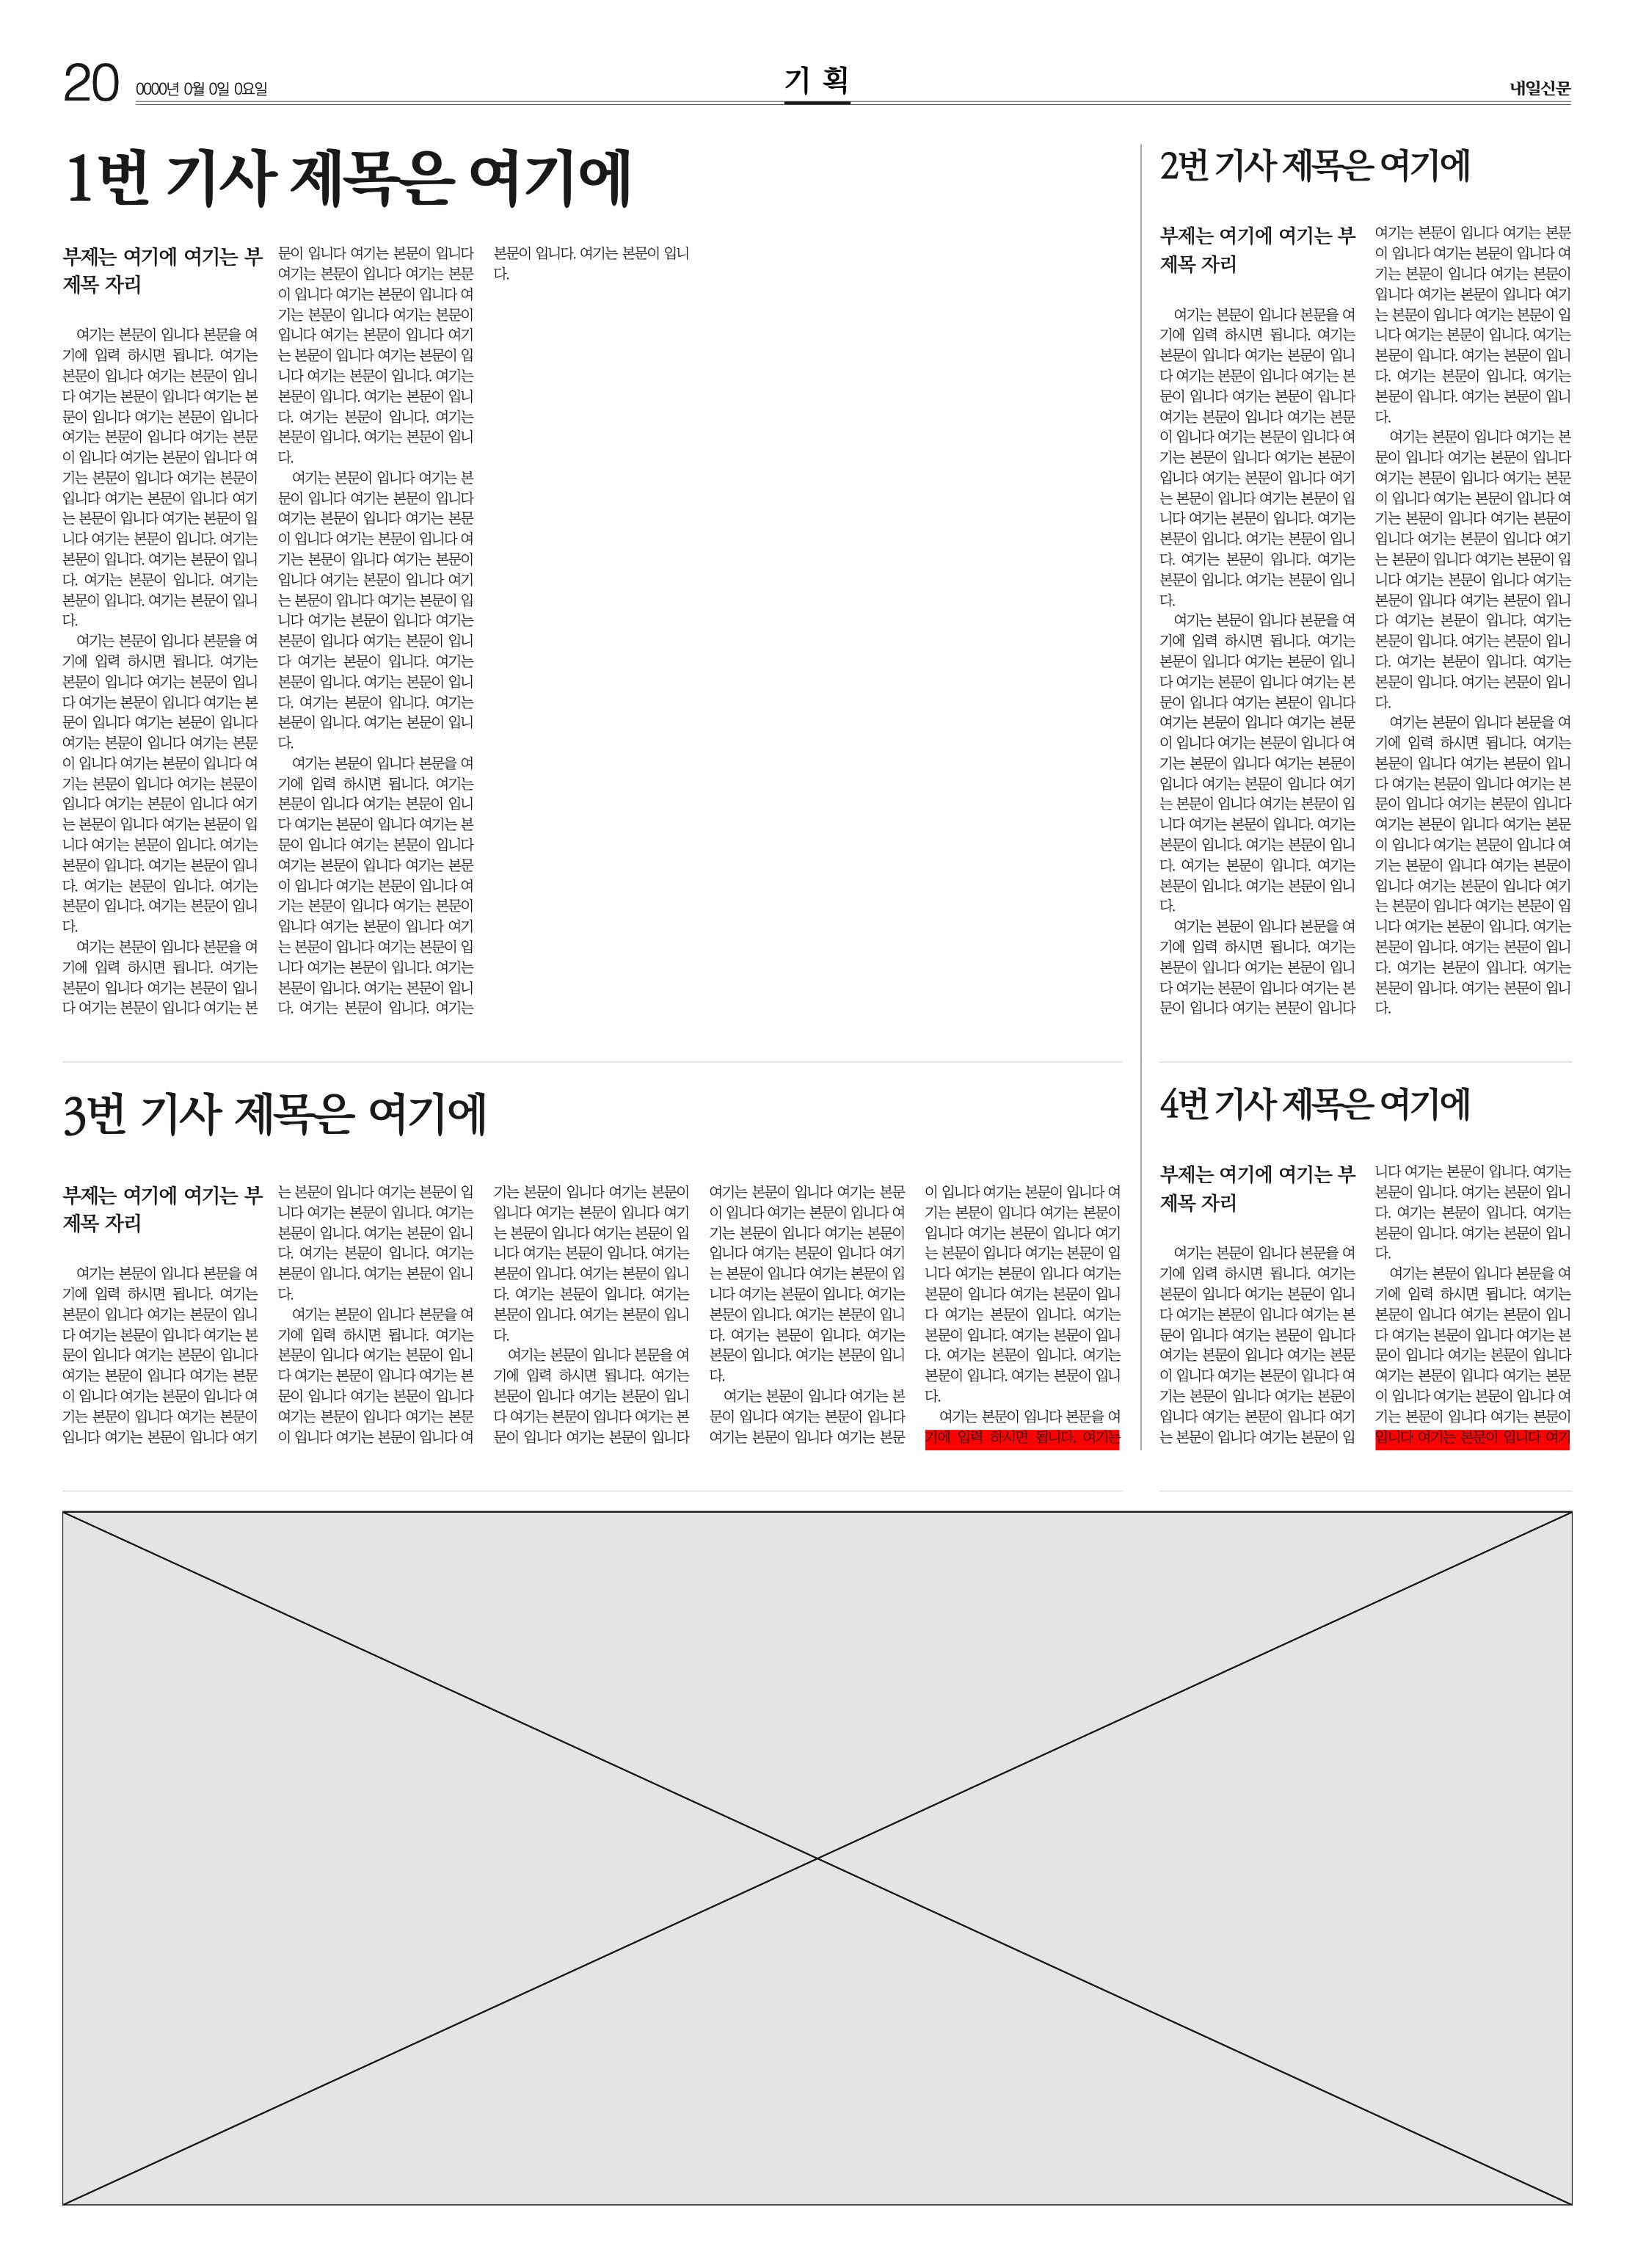 20
0000년 0월 0일 0요일
기 획
내일신문
1번 기사 제목은 여기에
부제는 여기에 여기는 부
제목 자리
여기는 본문이 입니다 본문을 여
기에 입력 하시면 됩니다. 여기는
본문이 입니다 여기는 본문이 입니
다 여기는 본문이 입니다 여기는 본
문이 입니다 여기는 본문이 입니다
여기는 본문이 입니다 여기는 본문
이 입니다 여기는 본문이 입니다 여
기는 본문이 입니다 여기는 본문이
입니다 여기는 본문이 입니다 여기
는 본문이 입니다 여기는 본문이 입
니다 여기는 본문이 입니다. 여기는
본문이 입니다. 여기는 본문이 입니
다. 여기는 본문이 입니다. 여기는
본문이 입니다. 여기는 본문이 입니
다.
여기는 본문이 입니다 본문을 여
기에 입력 하시면 됩니다. 여기는
본문이 입니다 여기는 본문이 입니
다 여기는 본문이 입니다 여기는 본
문이 입니다 여기는 본문이 입니다
여기는 본문이 입니다 여기는 본문
이 입니다 여기는 본문이 입니다 여
기는 본문이 입니다 여기는 본문이
입니다 여기는 본문이 입니다 여기
는 본문이 입니다 여기는 본문이 입
니다 여기는 본문이 입니다. 여기는
본문이 입니다. 여기는 본문이 입니
다. 여기는 본문이 입니다. 여기는
본문이 입니다. 여기는 본문이 입니
다.
여기는 본문이 입니다 본문을 여
기에 입력 하시면 됩니다. 여기는
본문이 입니다 여기는 본문이 입니
다 여기는 본문이 입니다 여기는 본
문이 입니다 여기는 본문이 입니다
여기는 본문이 입니다 여기는 본문
이 입니다 여기는 본문이 입니다 여
기는 본문이 입니다 여기는 본문이
입니다 여기는 본문이 입니다 여기
는 본문이 입니다 여기는 본문이 입
니다 여기는 본문이 입니다. 여기는
본문이 입니다. 여기는 본문이 입니
다. 여기는 본문이 입니다. 여기는
본문이 입니다. 여기는 본문이 입니
다.
여기는 본문이 입니다 여기는 본
문이 입니다 여기는 본문이 입니다
여기는 본문이 입니다 여기는 본문
이 입니다 여기는 본문이 입니다 여
기는 본문이 입니다 여기는 본문이
입니다 여기는 본문이 입니다 여기
는 본문이 입니다 여기는 본문이 입
니다 여기는 본문이 입니다 여기는
본문이 입니다 여기는 본문이 입니
다 여기는 본문이 입니다. 여기는
본문이 입니다. 여기는 본문이 입니
다. 여기는 본문이 입니다. 여기는
본문이 입니다. 여기는 본문이 입니
다.
여기는 본문이 입니다 본문을 여
기에 입력 하시면 됩니다. 여기는
본문이 입니다 여기는 본문이 입니
다 여기는 본문이 입니다 여기는 본
문이 입니다 여기는 본문이 입니다
여기는 본문이 입니다 여기는 본문
이 입니다 여기는 본문이 입니다 여
기는 본문이 입니다 여기는 본문이
입니다 여기는 본문이 입니다 여기
는 본문이 입니다 여기는 본문이 입
니다 여기는 본문이 입니다. 여기는
본문이 입니다. 여기는 본문이 입니
다. 여기는 본문이 입니다. 여기는
본문이 입니다. 여기는 본문이 입니
다.
2번 기사 제목은 여기에
부제는 여기에 여기는 부
제목 자리
여기는 본문이 입니다 본문을 여
기에 입력 하시면 됩니다. 여기는
본문이 입니다 여기는 본문이 입니
다 여기는 본문이 입니다 여기는 본
문이 입니다 여기는 본문이 입니다
여기는 본문이 입니다 여기는 본문
이 입니다 여기는 본문이 입니다 여
기는 본문이 입니다 여기는 본문이
입니다 여기는 본문이 입니다 여기
는 본문이 입니다 여기는 본문이 입
니다 여기는 본문이 입니다. 여기는
본문이 입니다. 여기는 본문이 입니
다. 여기는 본문이 입니다. 여기는
본문이 입니다. 여기는 본문이 입니
다.
여기는 본문이 입니다 본문을 여
기에 입력 하시면 됩니다. 여기는
본문이 입니다 여기는 본문이 입니
다 여기는 본문이 입니다 여기는 본
문이 입니다 여기는 본문이 입니다
여기는 본문이 입니다 여기는 본문
이 입니다 여기는 본문이 입니다 여
기는 본문이 입니다 여기는 본문이
입니다 여기는 본문이 입니다 여기
는 본문이 입니다 여기는 본문이 입
니다 여기는 본문이 입니다. 여기는
본문이 입니다. 여기는 본문이 입니
다. 여기는 본문이 입니다. 여기는
본문이 입니다. 여기는 본문이 입니
다.
여기는 본문이 입니다 본문을 여
기에 입력 하시면 됩니다. 여기는
본문이 입니다 여기는 본문이 입니
다 여기는 본문이 입니다 여기는 본
문이 입니다 여기는 본문이 입니다
여기는 본문이 입니다 여기는 본문
이 입니다 여기는 본문이 입니다 여
기는 본문이 입니다 여기는 본문이
입니다 여기는 본문이 입니다 여기
는 본문이 입니다 여기는 본문이 입
니다 여기는 본문이 입니다. 여기는
본문이 입니다. 여기는 본문이 입니
다. 여기는 본문이 입니다. 여기는
본문이 입니다. 여기는 본문이 입니
다.
여기는 본문이 입니다 여기는 본
문이 입니다 여기는 본문이 입니다
여기는 본문이 입니다 여기는 본문
이 입니다 여기는 본문이 입니다 여
기는 본문이 입니다 여기는 본문이
입니다 여기는 본문이 입니다 여기
는 본문이 입니다 여기는 본문이 입
니다 여기는 본문이 입니다 여기는
본문이 입니다 여기는 본문이 입니
다 여기는 본문이 입니다. 여기는
본문이 입니다. 여기는 본문이 입니
다. 여기는 본문이 입니다. 여기는
본문이 입니다. 여기는 본문이 입니
다.
여기는 본문이 입니다 본문을 여
기에 입력 하시면 됩니다. 여기는
본문이 입니다 여기는 본문이 입니
다 여기는 본문이 입니다 여기는 본
문이 입니다 여기는 본문이 입니다
여기는 본문이 입니다 여기는 본문
이 입니다 여기는 본문이 입니다 여
기는 본문이 입니다 여기는 본문이
입니다 여기는 본문이 입니다 여기
는 본문이 입니다 여기는 본문이 입
니다 여기는 본문이 입니다. 여기는
본문이 입니다. 여기는 본문이 입니
다. 여기는 본문이 입니다. 여기는
본문이 입니다. 여기는 본문이 입니
다.
3번 기사 제목은 여기에
부제는 여기에 여기는 부
제목 자리
여기는 본문이 입니다 본문을 여
기에 입력 하시면 됩니다. 여기는
본문이 입니다 여기는 본문이 입니
다 여기는 본문이 입니다 여기는 본
문이 입니다 여기는 본문이 입니다
여기는 본문이 입니다 여기는 본문
이 입니다 여기는 본문이 입니다 여
기는 본문이 입니다 여기는 본문이
입니다 여기는 본문이 입니다 여기
는 본문이 입니다 여기는 본문이 입
니다 여기는 본문이 입니다. 여기는
본문이 입니다. 여기는 본문이 입니
다. 여기는 본문이 입니다. 여기는
본문이 입니다. 여기는 본문이 입니
다.
여기는 본문이 입니다 본문을 여
기에 입력 하시면 됩니다. 여기는
본문이 입니다 여기는 본문이 입니
다 여기는 본문이 입니다 여기는 본
문이 입니다 여기는 본문이 입니다
여기는 본문이 입니다 여기는 본문
이 입니다 여기는 본문이 입니다 여
기는 본문이 입니다 여기는 본문이
입니다 여기는 본문이 입니다 여기
는 본문이 입니다 여기는 본문이 입
니다 여기는 본문이 입니다. 여기는
본문이 입니다. 여기는 본문이 입니
다. 여기는 본문이 입니다. 여기는
본문이 입니다. 여기는 본문이 입니
다.
여기는 본문이 입니다 본문을 여
기에 입력 하시면 됩니다. 여기는
본문이 입니다 여기는 본문이 입니
다 여기는 본문이 입니다 여기는 본
문이 입니다 여기는 본문이 입니다
여기는 본문이 입니다 여기는 본문
이 입니다 여기는 본문이 입니다 여
기는 본문이 입니다 여기는 본문이
입니다 여기는 본문이 입니다 여기
는 본문이 입니다 여기는 본문이 입
니다 여기는 본문이 입니다. 여기는
본문이 입니다. 여기는 본문이 입니
다. 여기는 본문이 입니다. 여기는
본문이 입니다. 여기는 본문이 입니
다.
여기는 본문이 입니다 여기는 본
문이 입니다 여기는 본문이 입니다
여기는 본문이 입니다 여기는 본문
이 입니다 여기는 본문이 입니다 여
기는 본문이 입니다 여기는 본문이
입니다 여기는 본문이 입니다 여기
는 본문이 입니다 여기는 본문이 입
니다 여기는 본문이 입니다 여기는
본문이 입니다 여기는 본문이 입니
다 여기는 본문이 입니다. 여기는
본문이 입니다. 여기는 본문이 입니
다. 여기는 본문이 입니다. 여기는
본문이 입니다. 여기는 본문이 입니
다.
여기는 본문이 입니다 본문을 여
기에 입력 하시면 됩니다. 여기는
4번 기사 제목은 여기에
부제는 여기에 여기는 부
제목 자리
여기는 본문이 입니다 본문을 여
기에 입력 하시면 됩니다. 여기는
본문이 입니다 여기는 본문이 입니
다 여기는 본문이 입니다 여기는 본
문이 입니다 여기는 본문이 입니다
여기는 본문이 입니다 여기는 본문
이 입니다 여기는 본문이 입니다 여
기는 본문이 입니다 여기는 본문이
입니다 여기는 본문이 입니다 여기
는 본문이 입니다 여기는 본문이 입
니다 여기는 본문이 입니다. 여기는
본문이 입니다. 여기는 본문이 입니
다. 여기는 본문이 입니다. 여기는
본문이 입니다. 여기는 본문이 입니
다.
여기는 본문이 입니다 본문을 여
기에 입력 하시면 됩니다. 여기는
본문이 입니다 여기는 본문이 입니
다 여기는 본문이 입니다 여기는 본
문이 입니다 여기는 본문이 입니다
여기는 본문이 입니다 여기는 본문
이 입니다 여기는 본문이 입니다 여
기는 본문이 입니다 여기는 본문이
입니다 여기는 본문이 입니다 여기